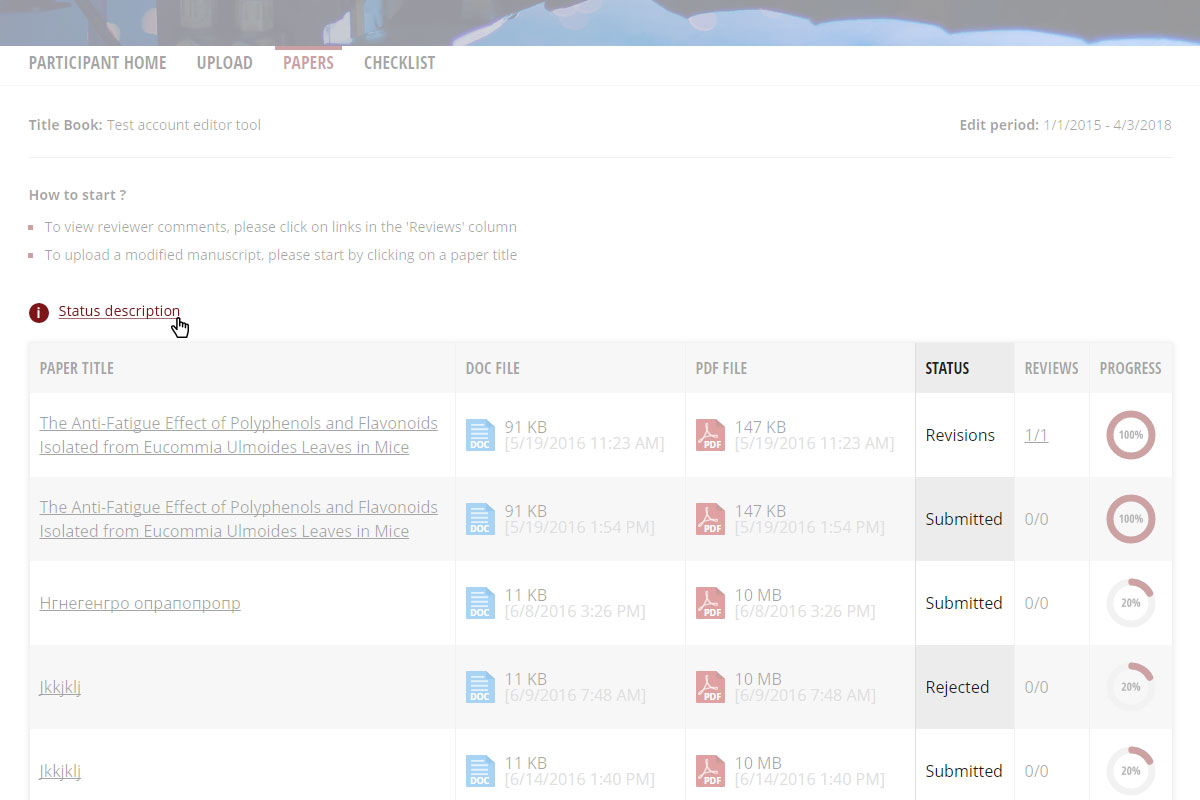 PARTICIPANT HOME UPLOAD PAPERS CHECKLIST
Title Book: Test account editor tool Edit period: 1/1/2015 - 4/3/2018
How to start ?
To view reviewer comments, please click on links in the 'Reviews' column
To upload a modified manuscript, please start by clicking on a paper title
i Status description
PAPER TITLE DOC FILE PDF FILE STATUS REVIEWS PROGRESS
The Anti-Fatigue Effect of Polyphenols and Flavonoids
Isolated from Eucommia Ulmoides Leaves in Mice
DOC 91 KB
[5/19/2016 11:23 AM]
PDF 147 KB
[5/19/2016 11:23 AM]
Revisions 1/1 100%
The Anti-Fatigue Effect of Polyphenols and Flavonoids
Isolated from Eucommia Ulmoides Leaves in Mice
DOC 91 KB
[5/19/2016 1:54 PM]
PDF 147 KB
[5/19/2016 1:54 PM]
Submitted 0/0 100%
Нгнегенгро опрапопропр
DOC 11 KB
[6/8/2016 3:26 PM]
PDF 10 MB
[6/8/2016 3:26 PM]
Submitted 0/0 20%
Jkkjklj
DOC 11 KB
[6/9/2016 7:48 AM]
PDF 10 MB
[6/9/2016 7:48 AM]
Rejected 0/0 20%
Jkkjklj
DOC 11 KB
[6/14/2016 1:40 PM]
PDF 10 MB
[6/14/2016 1:40 PM]
Submitted 0/0 20%